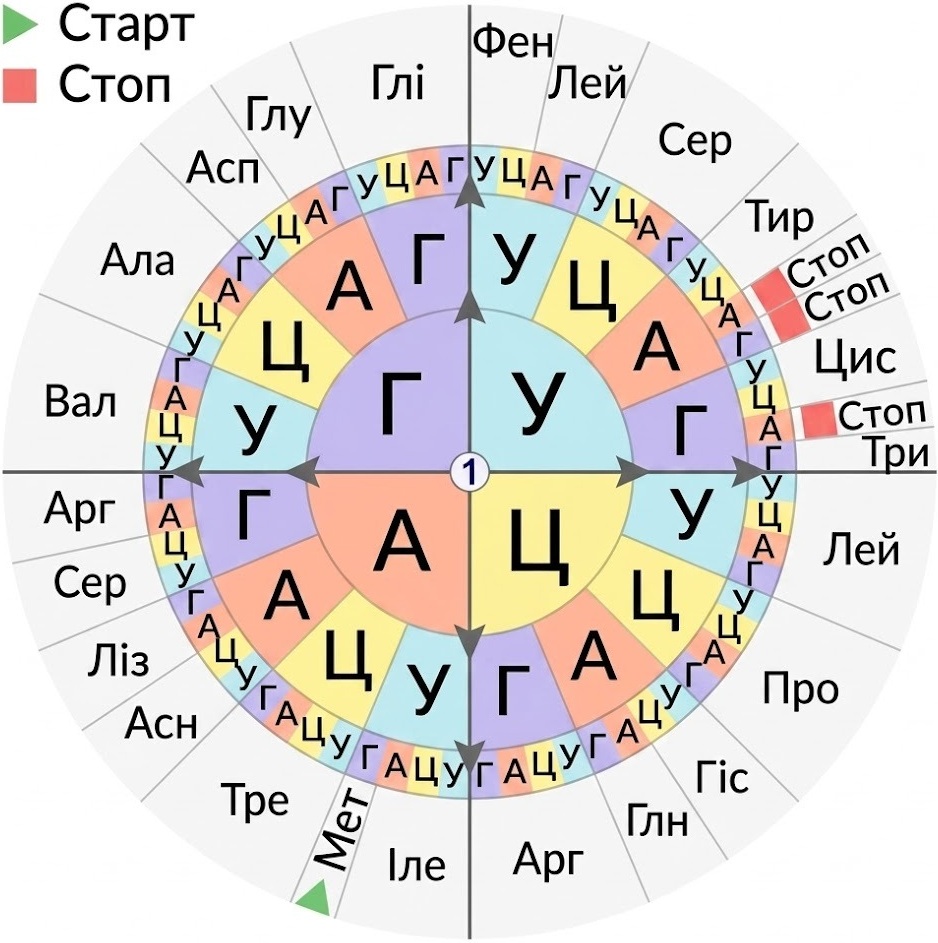 Старт
Стоп
Фен
Лей
Сер
Тир
Стоп
Стоп
Цис
Стоп
Три
Лей
Про
Гіс
Глн
Арг
Іле
Мет
Тре
Асн
Ліз
Сер
Арг
Вал
Ала
Асп
Глу
Глі
У Ц А Г У Ц А Г У Ц А Г У Ц А Г
У Ц А Г У Ц А Г У Ц А Г У Ц А Г
У Ц А Г У Ц А Г У Ц А Г У Ц А Г
У Ц А Г У Ц А Г У Ц А Г У Ц А Г
У Ц А Г
У Ц А Г
У Ц А Г
У Ц А Г
У Ц А Г
1